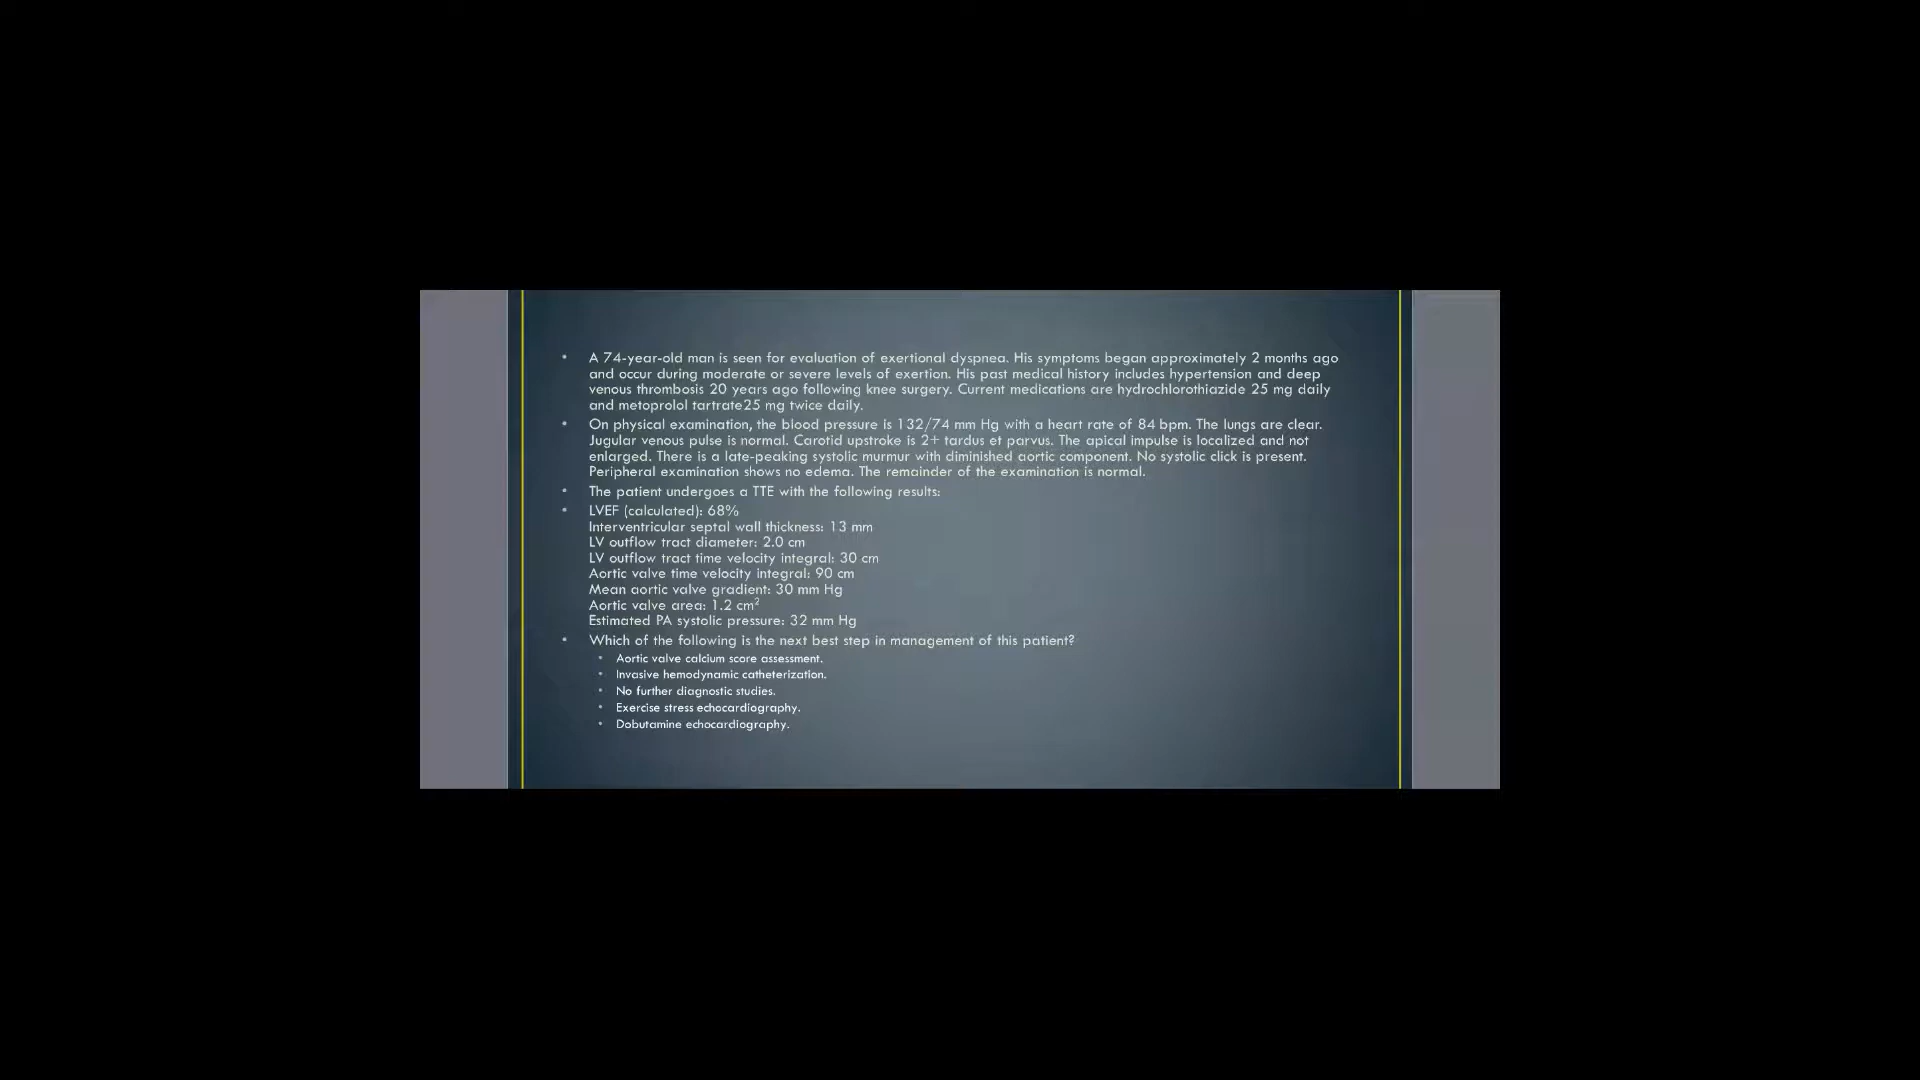 • A 74-year-old man is seen for evaluation of exertional dyspnea. His symptoms began approximately 2 months ago
and occur during moderate or severe levels of exertion. His past medical history includes hypertension and deep
venous thrombosis 20 years ago following knee surgery. Current medications are hydrochlorothiazide 25 mg daily
and metoprolol tartrate25 mg twice daily.
• On physical examination, the blood pressure is 132/74 mm Hg with a heart rate of 84 bpm. The lungs are clear.
Jugular venous pulse is normal. Carotid upstroke is 2+ tardus et parvus. The apical impulse is localized and not
enlarged. There is a late-peaking systolic murmur with diminished aortic component. No systolic click is present.
Peripheral examination shows no edema. The remainder of the examination is normal.
• The patient undergoes a TTE with the following results:
• LVEF (calculated): 68%
Interventricular septal wall thickness: 13 mm
LV outflow tract diameter: 2.0 cm
LV outflow tract time velocity integral: 30 cm
Aortic valve time velocity integral: 90 cm
Mean aortic valve gradient: 30 mm Hg
Aortic valve area: 1.2 cm²
Estimated PA systolic pressure: 32 mm Hg
• Which of the following is the next best step in management of this patient?
• Aortic valve calcium score assessment.
• Invasive hemodynamic catheterization.
• No further diagnostic studies.
• Exercise stress echocardiography.
• Dobutamine echocardiography.